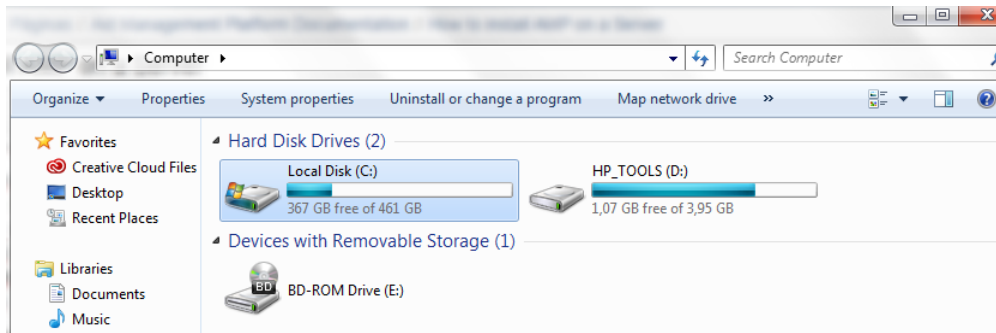 Computer
Search Computer
Organize Properties System properties Uninstall or change a program Map network drive »
Favorites
Creative Cloud Files
Desktop
Recent Places
Libraries
Documents
Music
Hard Disk Drives (2)
Local Disk (C:)
367 GB free of 461 GB
HP_TOOLS (D:)
1,07 GB free of 3,95 GB
Devices with Removable Storage (1)
BD
BD-ROM Drive (E:)